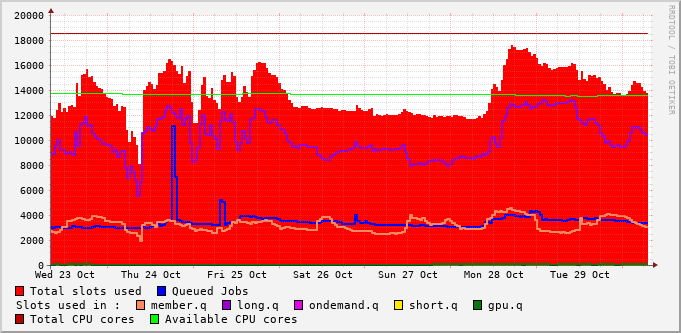 20000
18000
16000
14000
12000
10000
8000
6000
4000
2000
0
Wed 23 Oct Thu 24 Oct Fri 25 Oct Sat 26 Oct Sun 27 Oct Mon 28 Oct Tue 29 Oct
RRDTOOL / TOBI OETIKER
Total slots used Queued Jobs
Slots used in : member.q long.q ondemand.q short.q gpu.q
Total CPU cores Available CPU cores